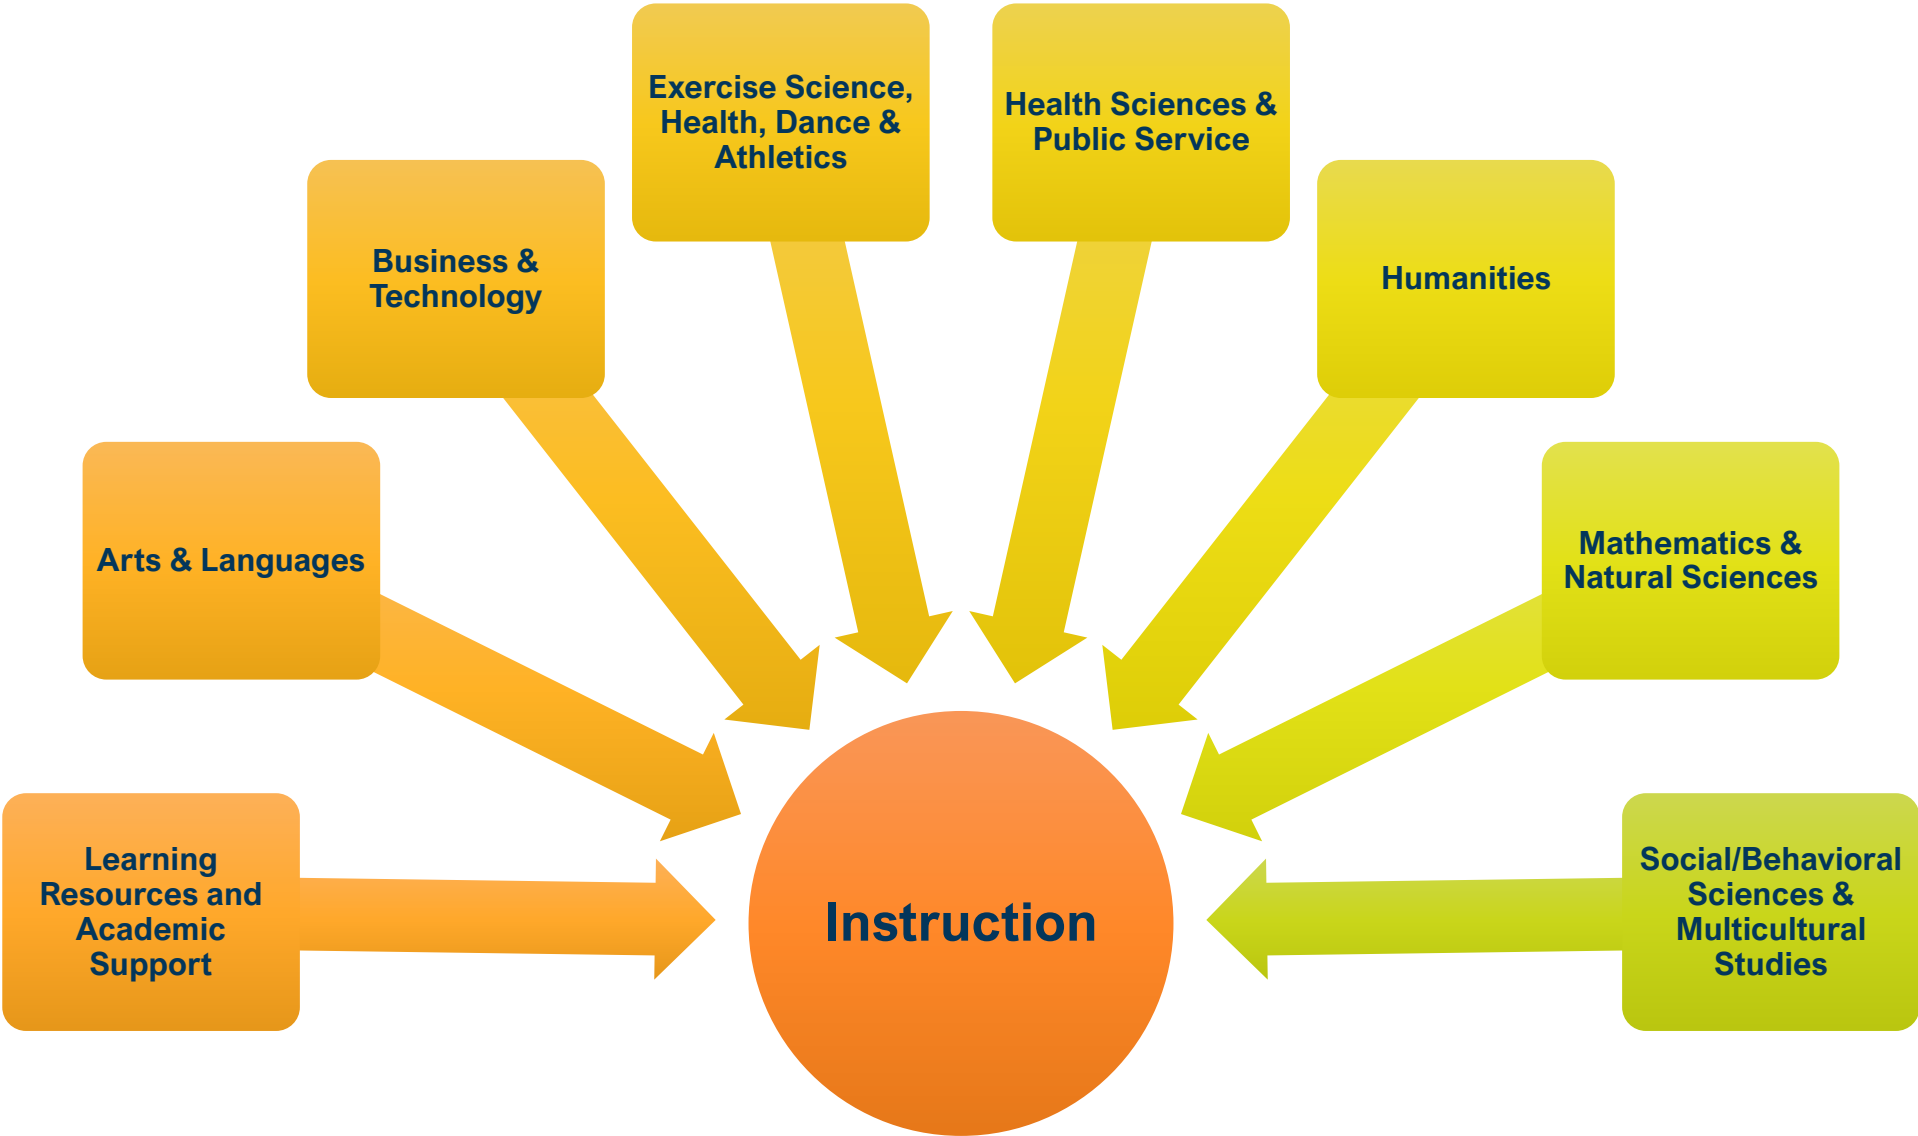 Exercise Science,
Health, Dance &
Athletics
Health Sciences &
Public Service
Business &
Technology
Humanities
Arts & Languages
Mathematics &
Natural Sciences
Learning
Resources and
Academic
Support
Instruction
Social/Behavioral
Sciences &
Multicultural
Studies